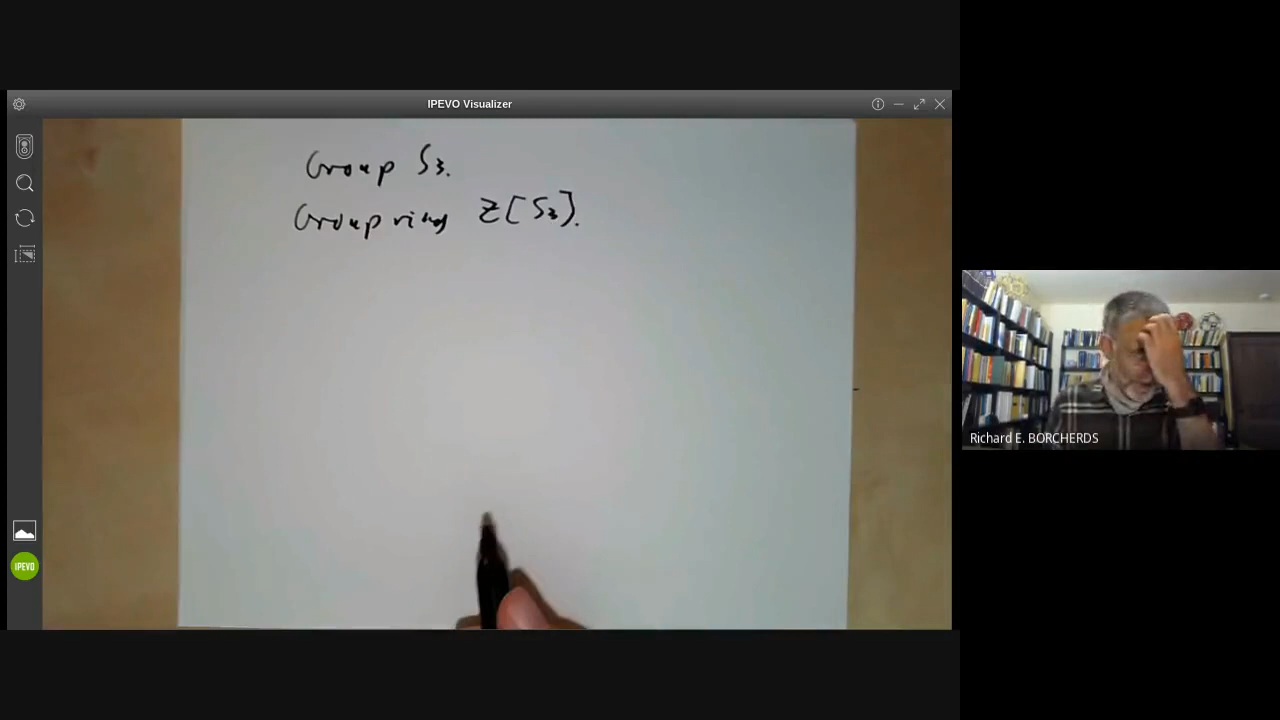 IPEVO Visualizer
Group S₃.
Group ring Z[S₃].
IPEVO
Richard E. BORCHERDS